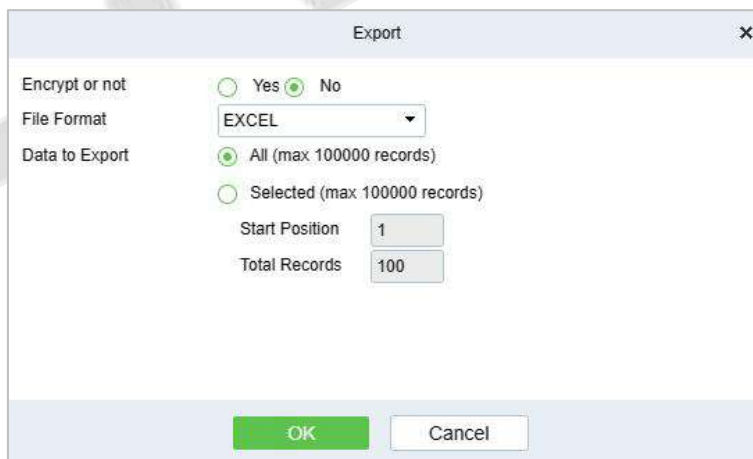 Export
Encrypt or not Yes No
File Format EXCEL
Data to Export All (max 100000 records)
Selected (max 100000 records)
Start Position 1
Total Records 100
OK Cancel